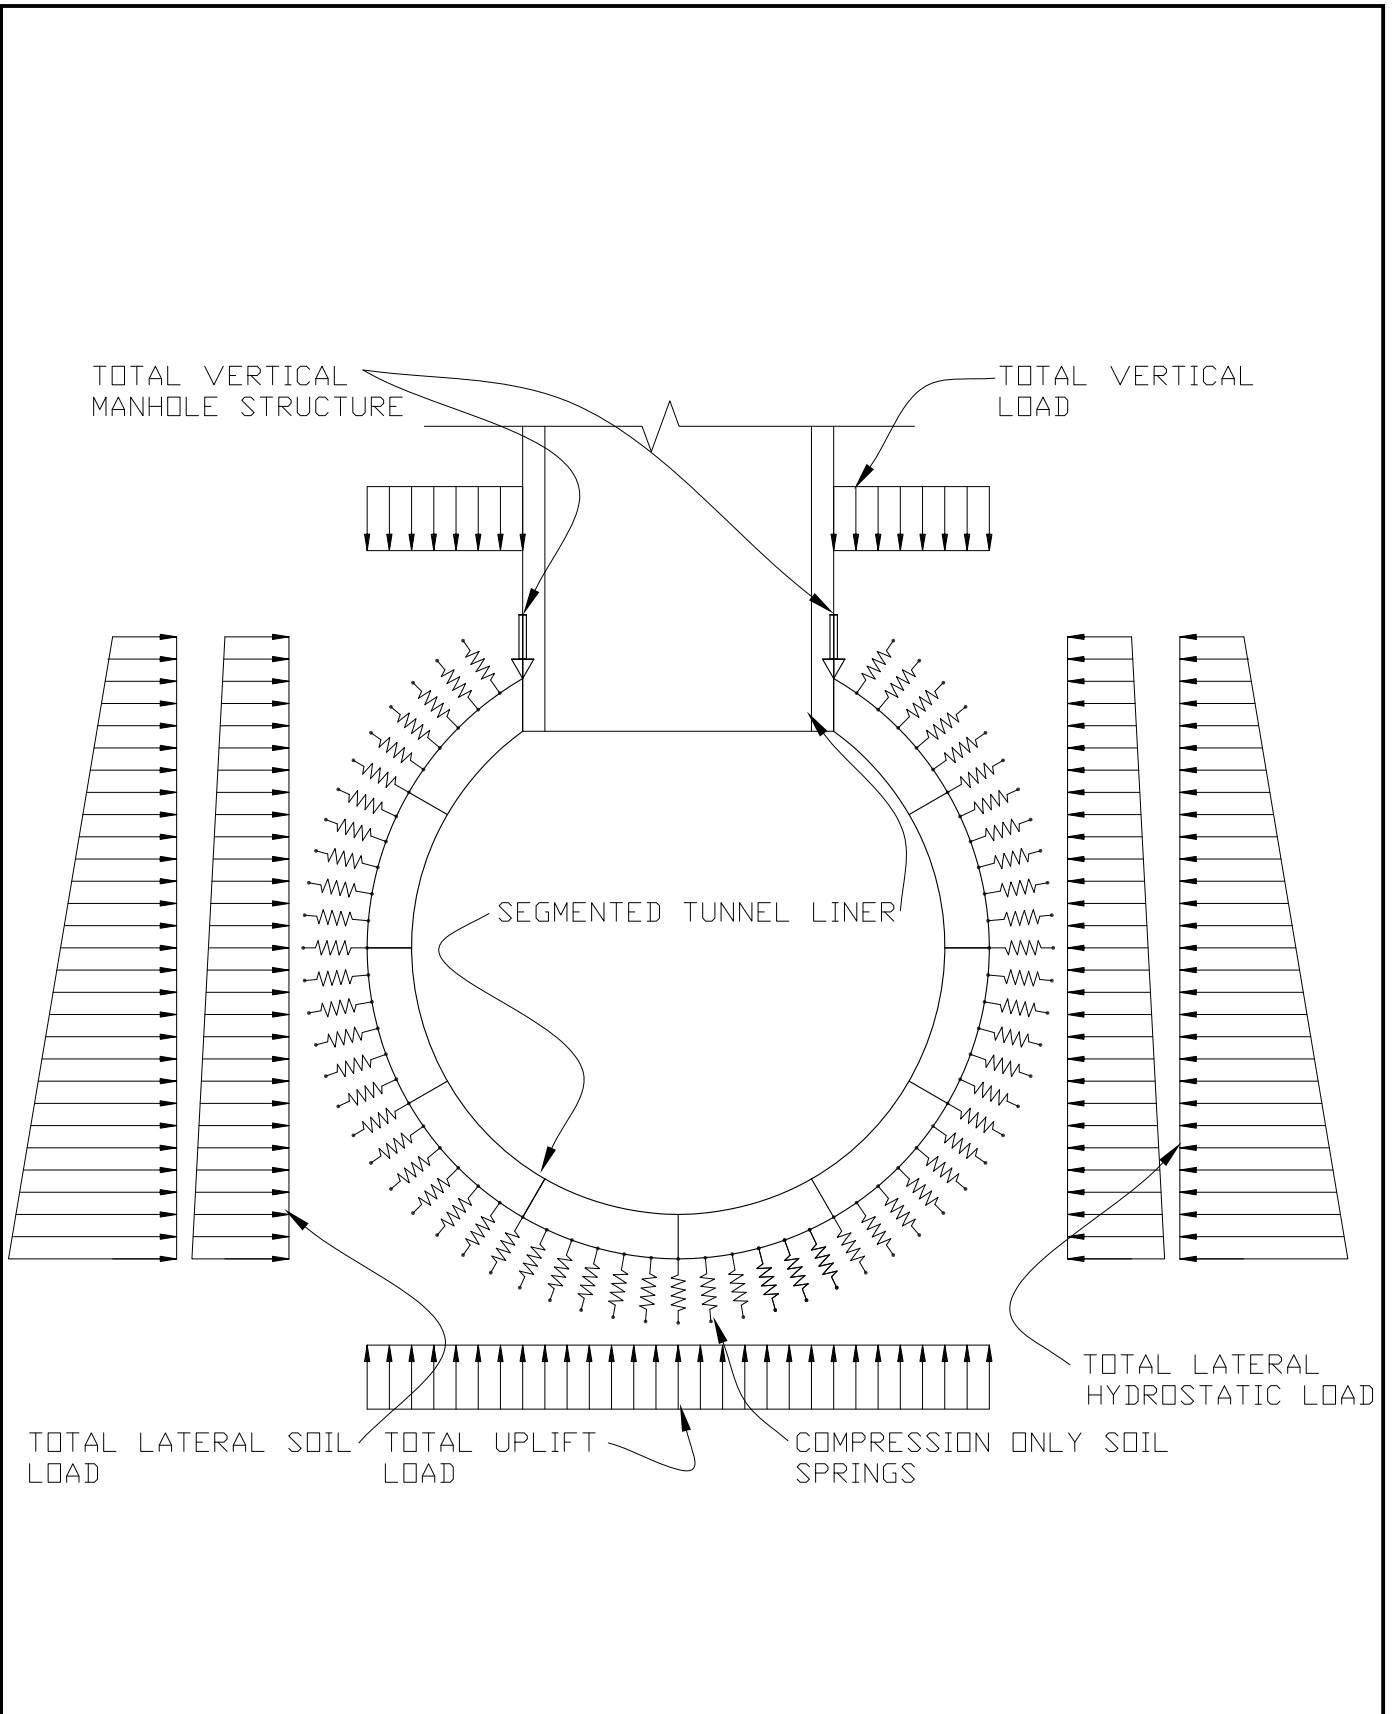 TOTAL VERTICAL
MANHOLE STRUCTURE
TOTAL VERTICAL
LOAD
SEGMENTED TUNNEL LINER
TOTAL LATERAL
HYDROSTATIC LOAD
TOTAL LATERAL SOIL
LOAD
TOTAL UPLIFT
LOAD
COMPRESSION ONLY SOIL
SPRINGS